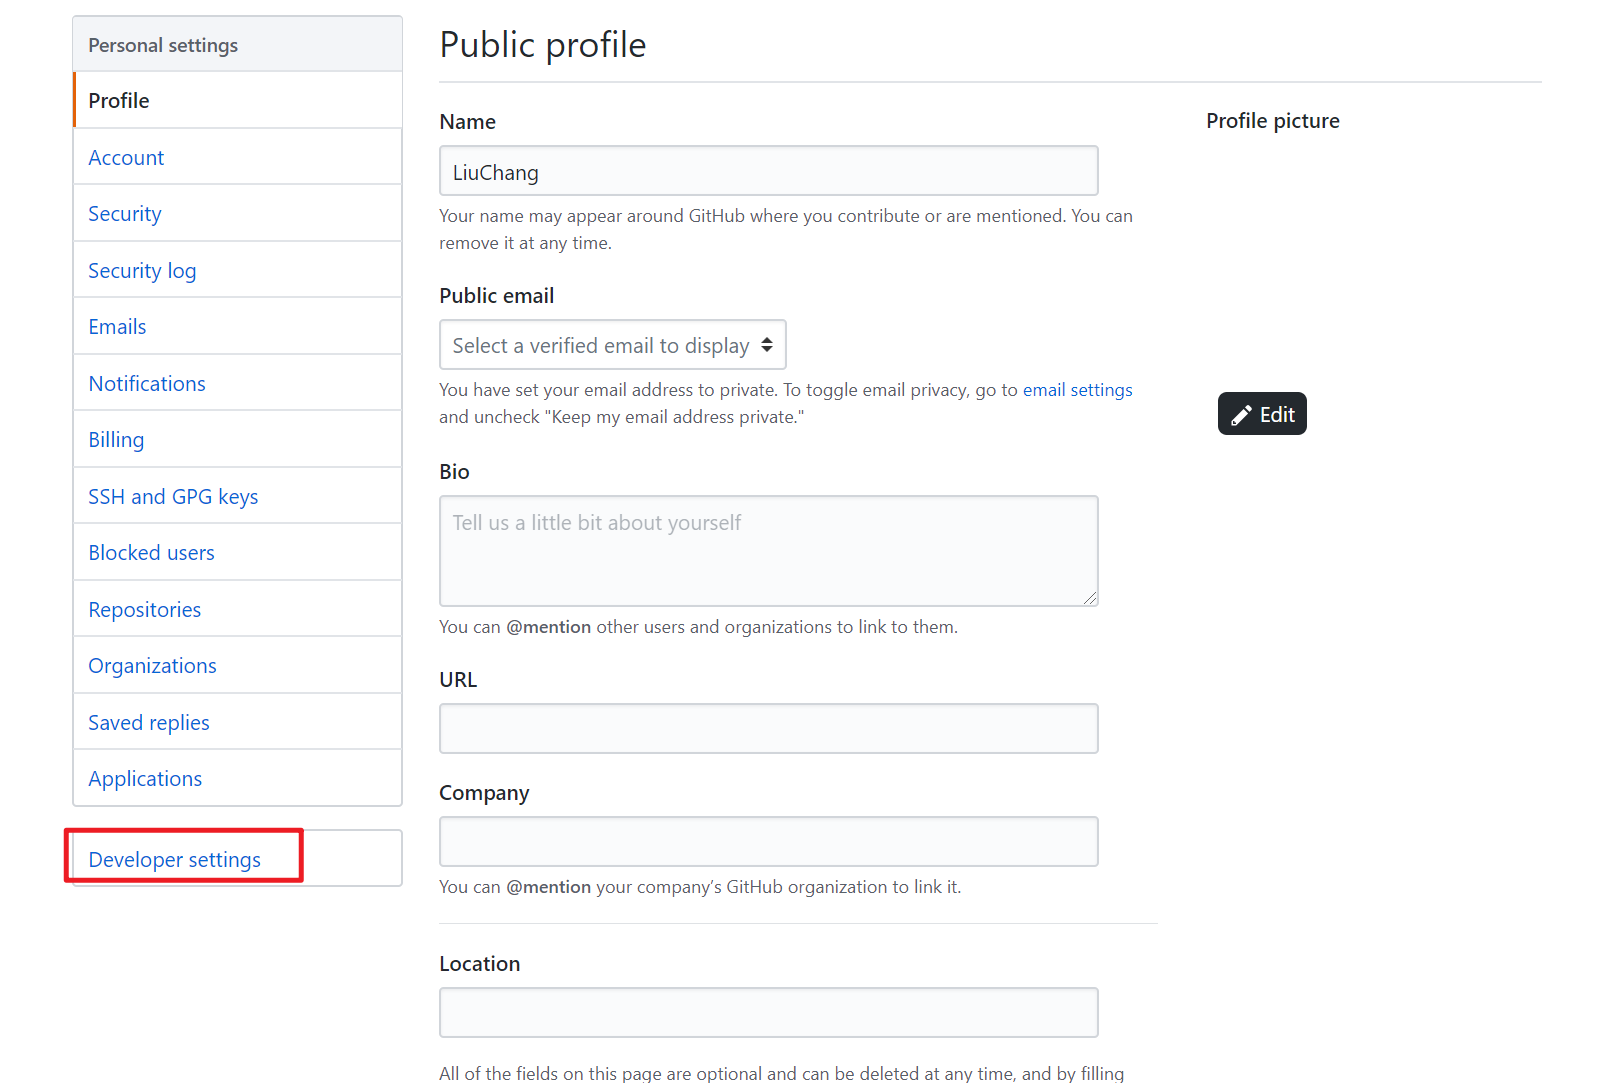 Personal settings
Profile
Account
Security
Security log
Emails
Notifications
Billing
SSH and GPG keys
Blocked users
Repositories
Organizations
Saved replies
Applications
Developer settings
Public profile
Name
LiuChang
Your name may appear around GitHub where you contribute or are mentioned. You can
remove it at any time.
Public email
Select a verified email to display
You have set your email address to private. To toggle email privacy, go to email settings
and uncheck "Keep my email address private."
Bio
Tell us a little bit about yourself
You can @mention other users and organizations to link to them.
URL
Company
You can @mention your company’s GitHub organization to link it.
Location
All of the fields on this page are optional and can be deleted at any time, and by filling
Profile picture
Edit